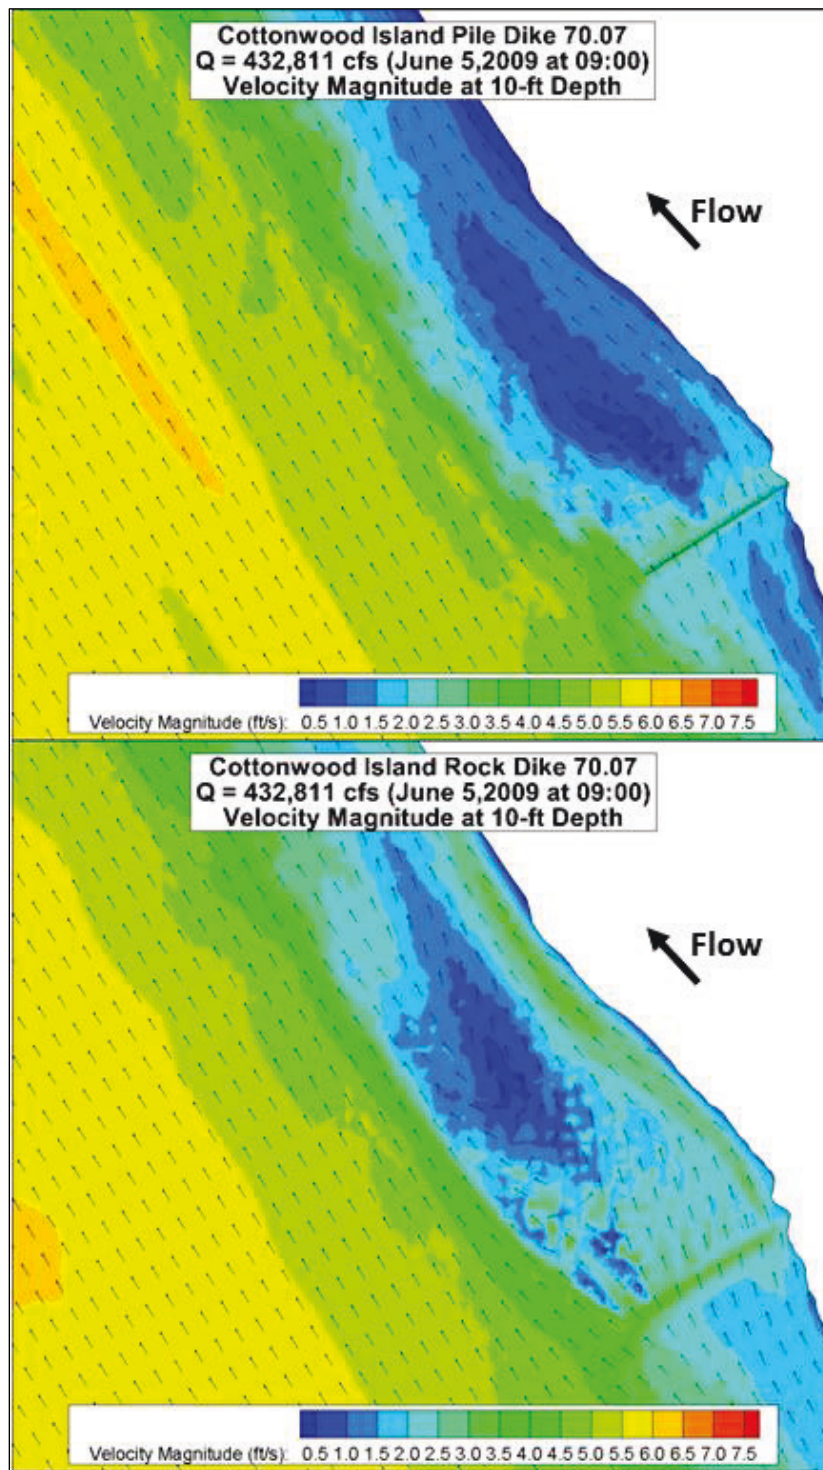 Cottonwood Island Pile Dike 70.07
Q = 432,811 cfs (June 5,2009 at 09:00)
Velocity Magnitude at 10-ft Depth
Flow
Velocity Magnitude (ft/s): 0.5 1.0 1.5 2.0 2.5 3.0 3.5 4.0 4.5 5.0 5.5 6.0 6.5 7.0 7.5
Cottonwood Island Rock Dike 70.07
Q = 432,811 cfs (June 5,2009 at 09:00)
Velocity Magnitude at 10-ft Depth
Flow
Velocity Magnitude (ft/s): 0.5 1.0 1.5 2.0 2.5 3.0 3.5 4.0 4.5 5.0 5.5 6.0 6.5 7.0 7.5